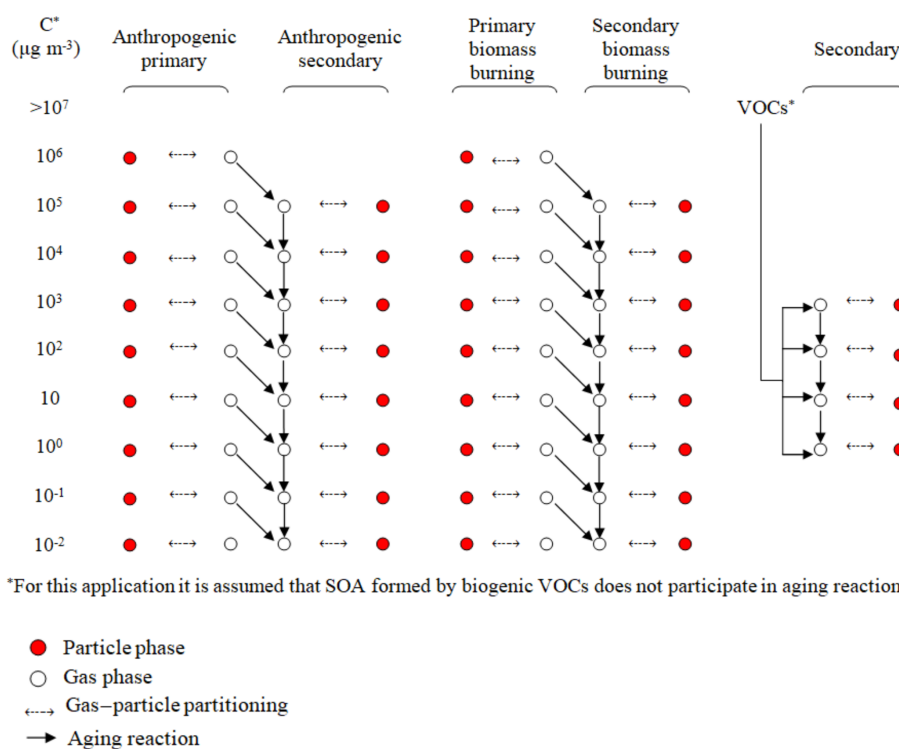 C*
(μg m-3)
Anthropogenic
primary
Anthropogenic
secondary
Primary
biomass
burning
Secondary
biomass
burning
Secondary
>10⁷
VOCs*
10⁶
10⁵
10⁴
10³
10²
10
10⁰
10⁻¹
10⁻²
*For this application it is assumed that SOA formed by biogenic VOCs does not participate in aging reaction
Particle phase
Gas phase
Gas–particle partitioning
Aging reaction